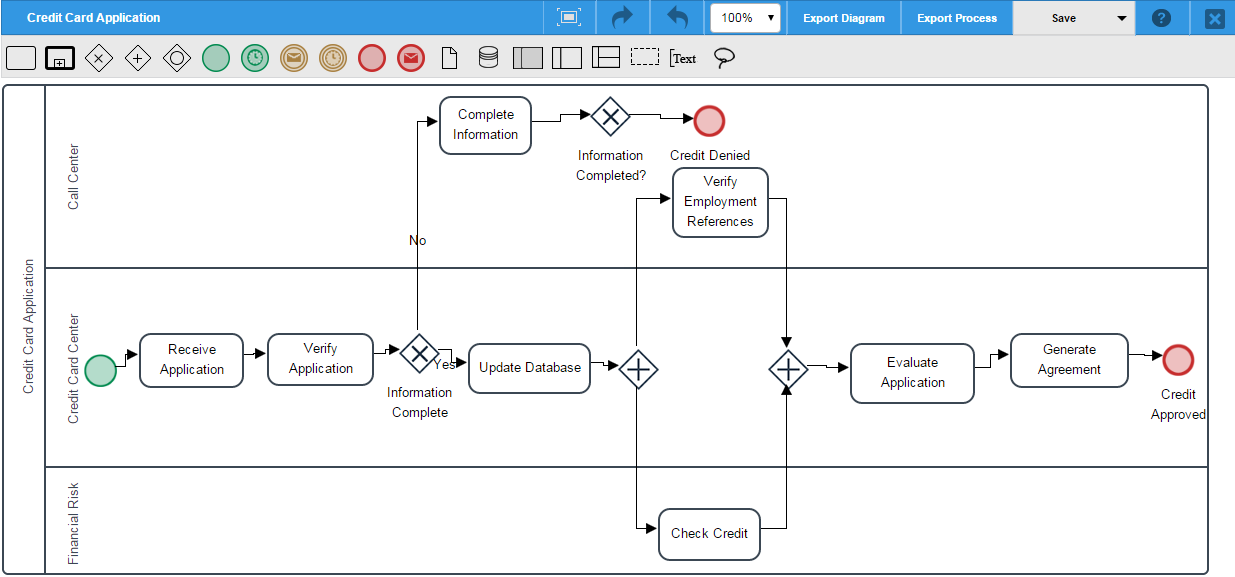 Credit Card Application
100%
Export Diagram
Export Process
Save
?
[Text
Credit Card Application
Call Center
Complete
Information
Information
Completed?
Credit Denied
Verify
Employment
References
No
Credit Card Center
Receive
Application
Verify
Application
Yes
Information
Complete
Update Database
Evaluate
Application
Generate
Agreement
Credit
Approved
Financial Risk
Check Credit